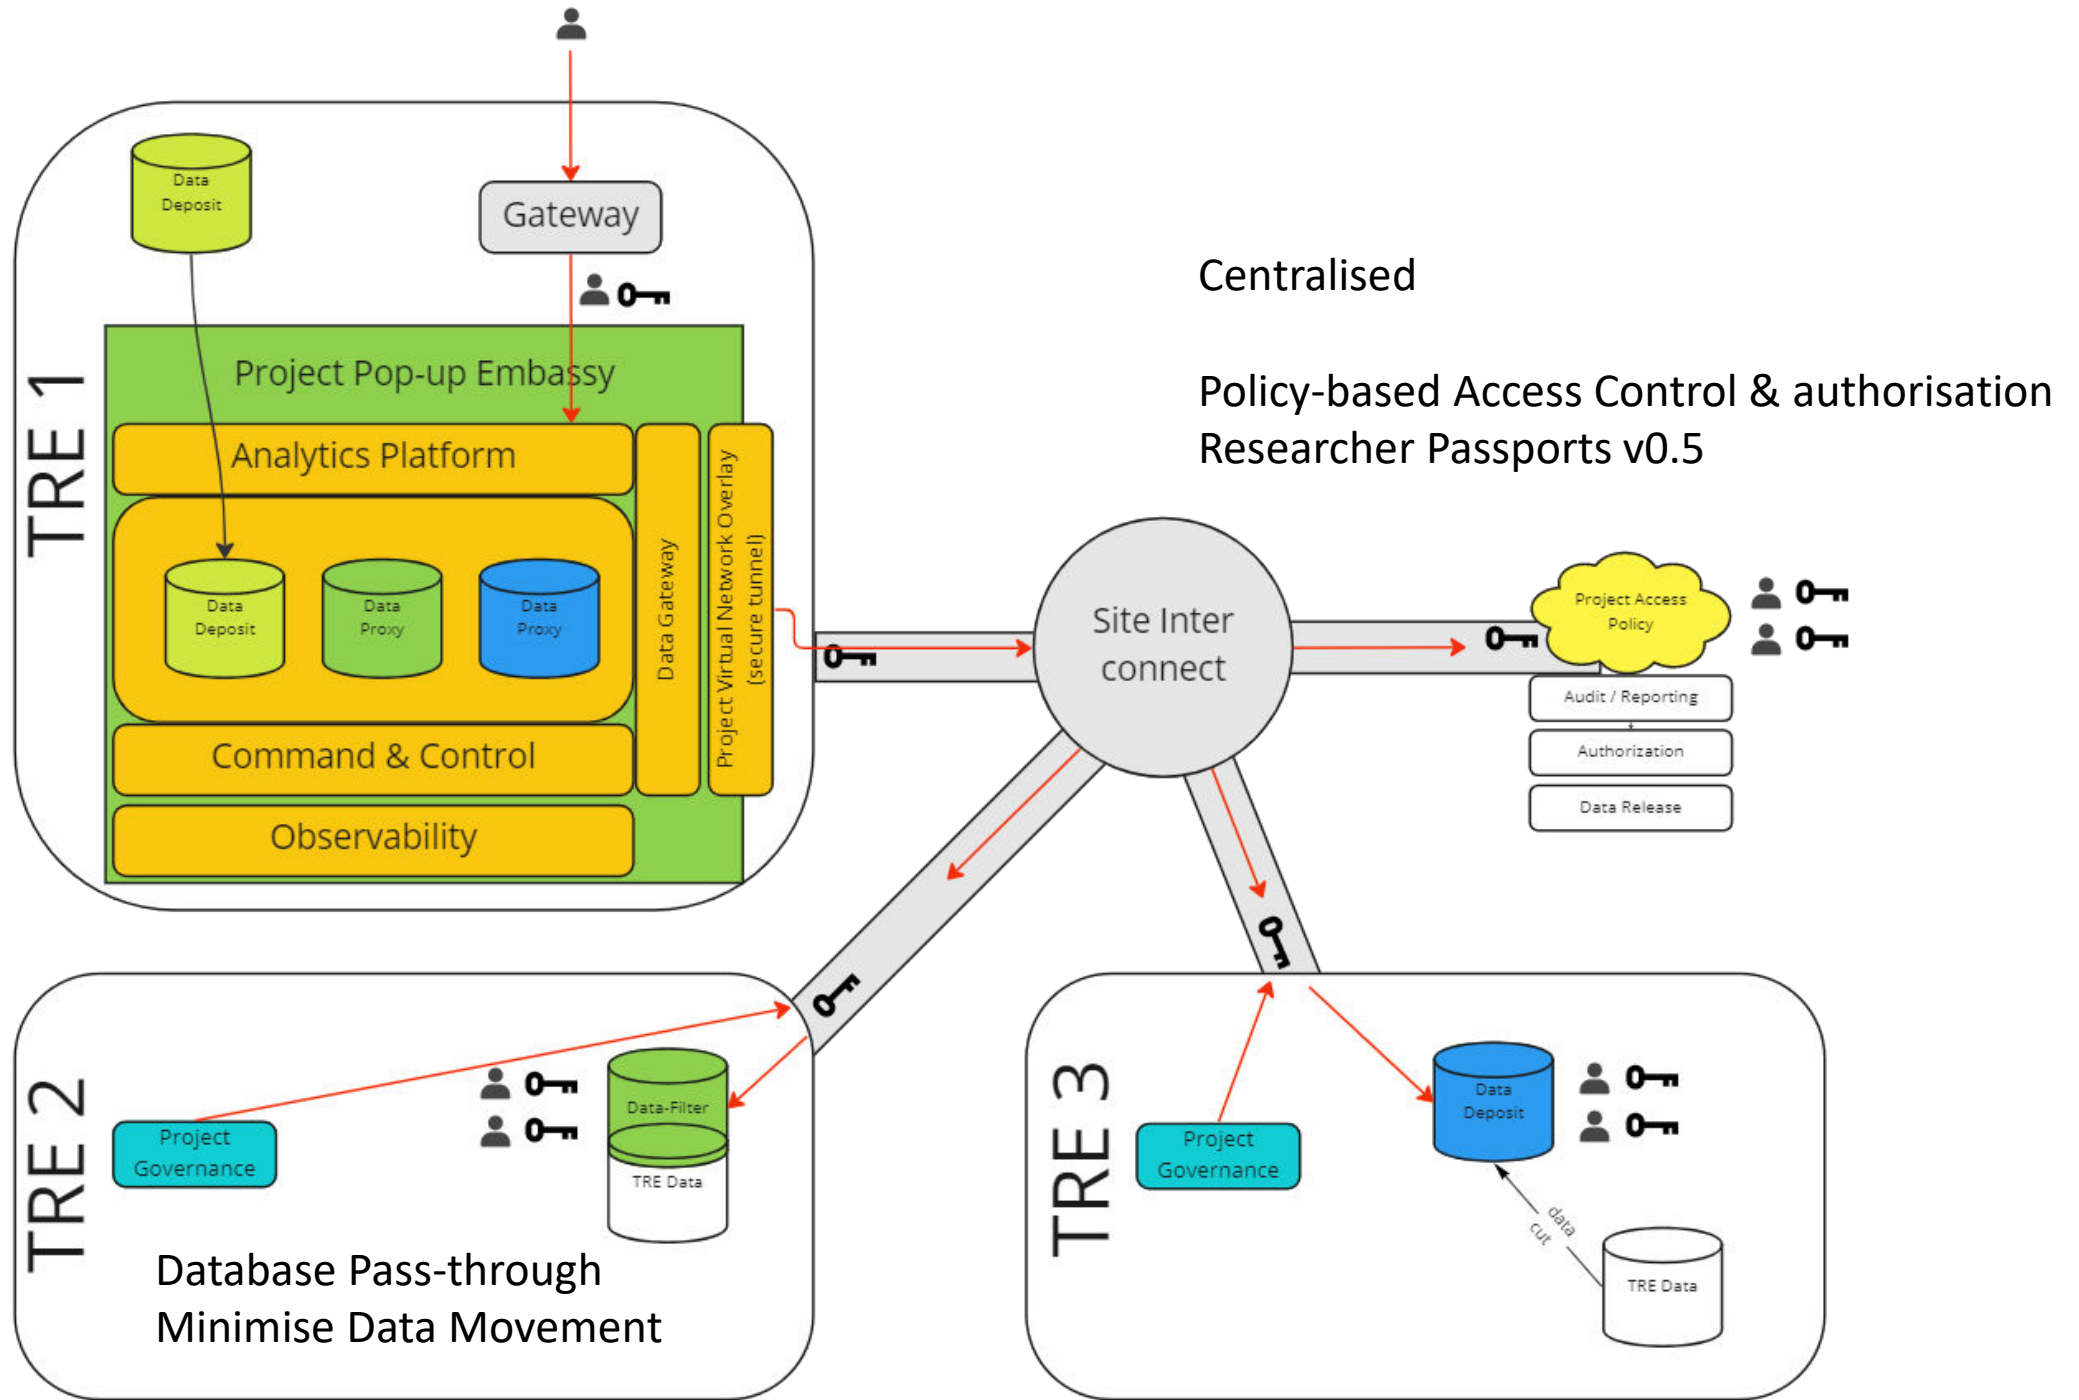 TRE 1
Data
Deposit
Gateway
Project Pop-up Embassy
Analytics Platform
Data
Deposit
Data
Proxy
Data
Proxy
Command & Control
Observability
Data Gateway
Project Virtual Network Overlay
(secure tunnel)
Centralised
Policy-based Access Control & authorisation
Researcher Passports v0.5
Site Inter
connect
Project Access
Policy
Audit / Reporting
Authorization
Data Release
TRE 2
Project
Governance
Data-Filter
TRE Data
Database Pass-through
Minimise Data Movement
TRE 3
Project
Governance
Data
Deposit
data
cut
TRE Data